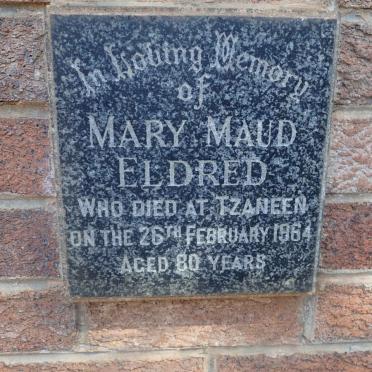 In Loving Memory
of
MARY MAUD
ELDRED
WHO DIED AT TZANEEN
ON THE 26TH FEBRUARY 1964
AGED 80 YEARS